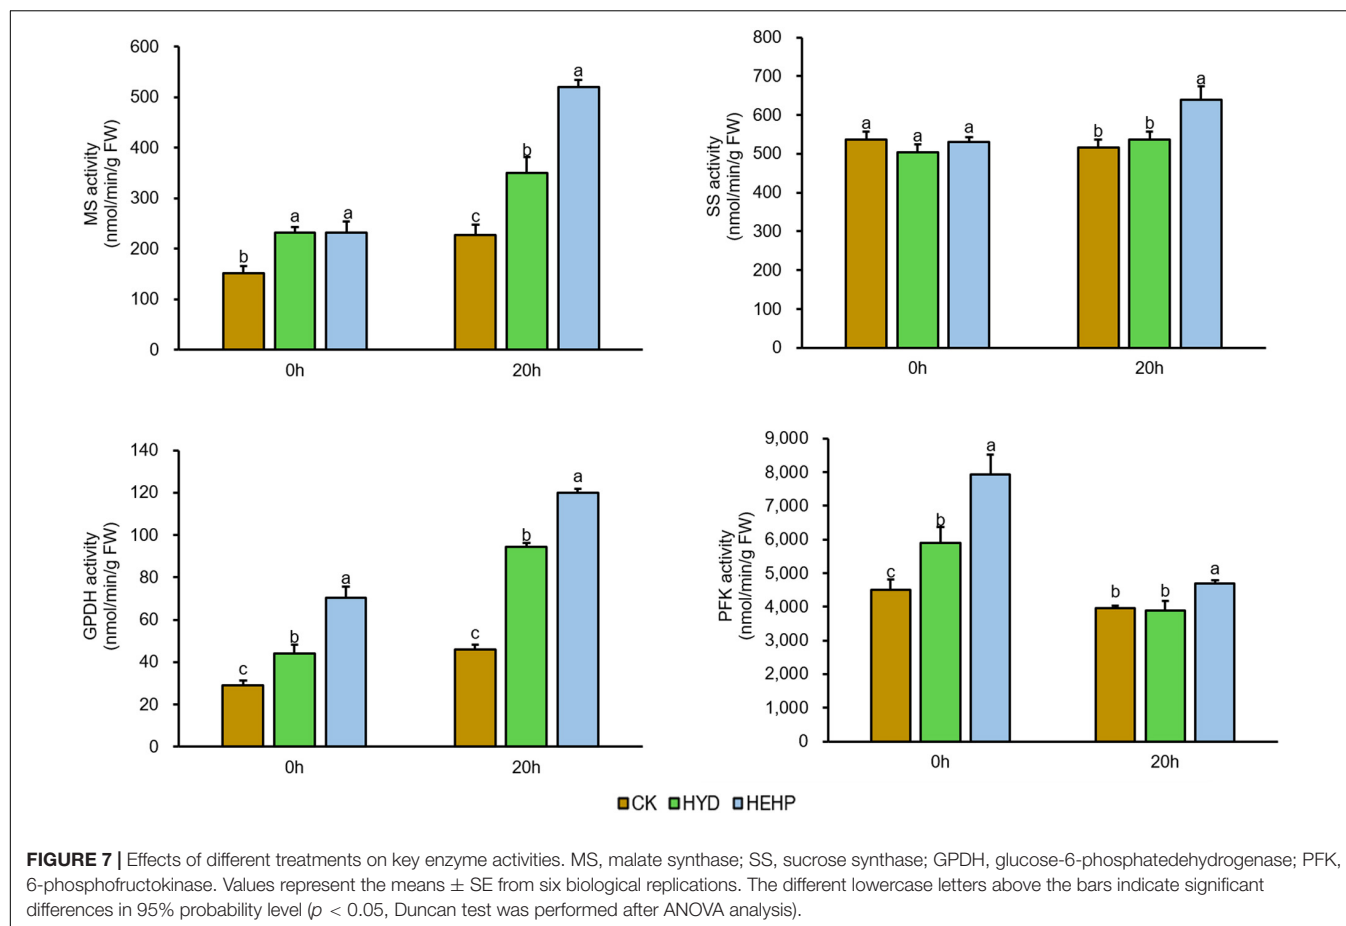 600
500
400
300
200
100
0
MS activity
(nmol/min/g FW)
b
a
a
c
b
a
0h
20h
800
700
600
500
400
300
200
100
0
SS activity
(nmol/min/g FW)
a
a
a
b
b
a
0h
20h
140
120
100
80
60
40
20
0
GPDH activity
(nmol/min/g FW)
c
b
a
c
b
a
0h
20h
9,000
8,000
7,000
6,000
5,000
4,000
3,000
2,000
1,000
0
PFK activity
(nmol/min/g FW)
c
b
a
b
b
a
0h
20h
CK HYD HEHP
FIGURE 7 | Effects of different treatments on key enzyme activities. MS, malate synthase; SS, sucrose synthase; GPDH, glucose-6-phosphatedehydrogenase; PFK,
6-phosphofructokinase. Values represent the means ± SE from six biological replications. The different lowercase letters above the bars indicate significant
differences in 95% probability level (p < 0.05, Duncan test was performed after ANOVA analysis).